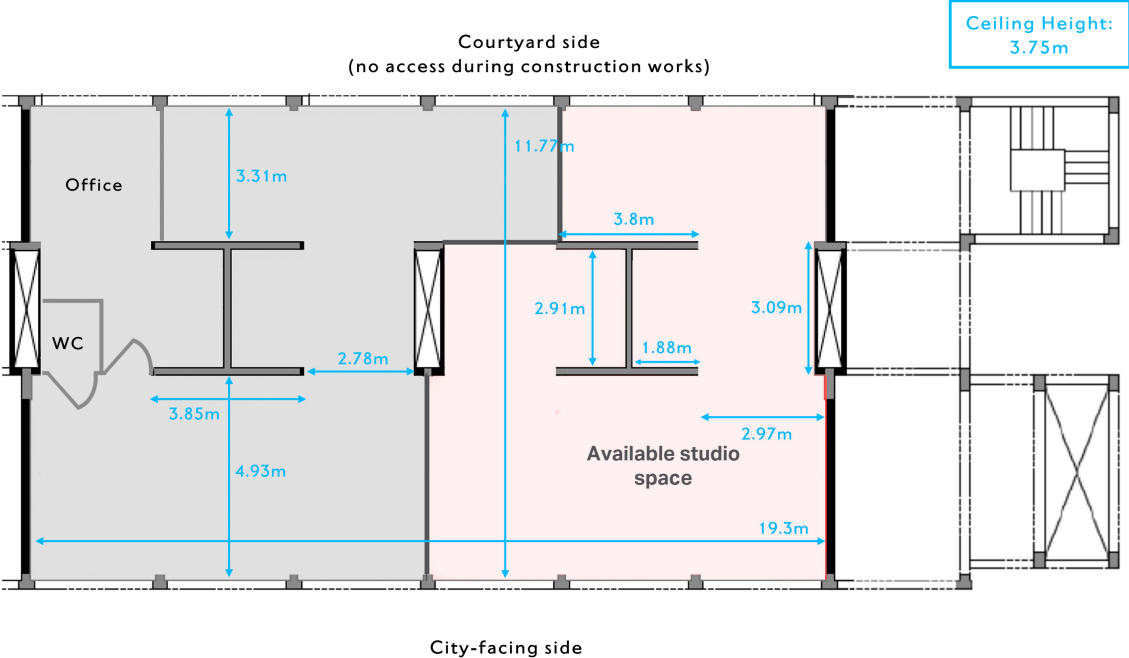 Ceiling Height:
3.75m
Courtyard side
(no access during construction works)
11.77m
3.31m
Office
3.8m
2.91m
3.09m
WC
2.78m
1.88m
3.85m
2.97m
Available studio
space
4.93m
19.3m
City-facing side